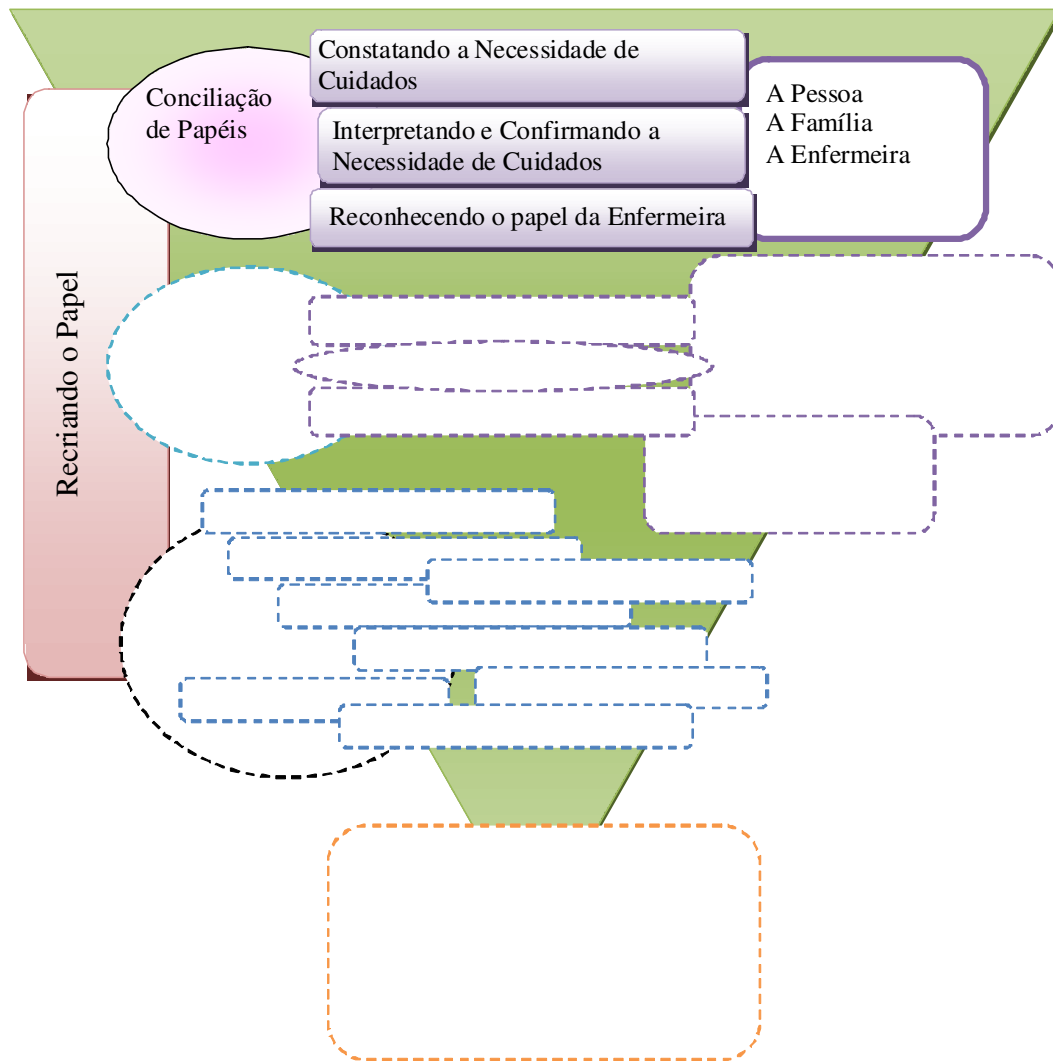 Constatando a Necessidade de
Cuidados
Conciliação
de Papéis
Interpretando e Confirmando a
Necessidade de Cuidados
Reconhecendo o papel da Enfermeira
A Pessoa
A Família
A Enfermeira
Recriando o Papel